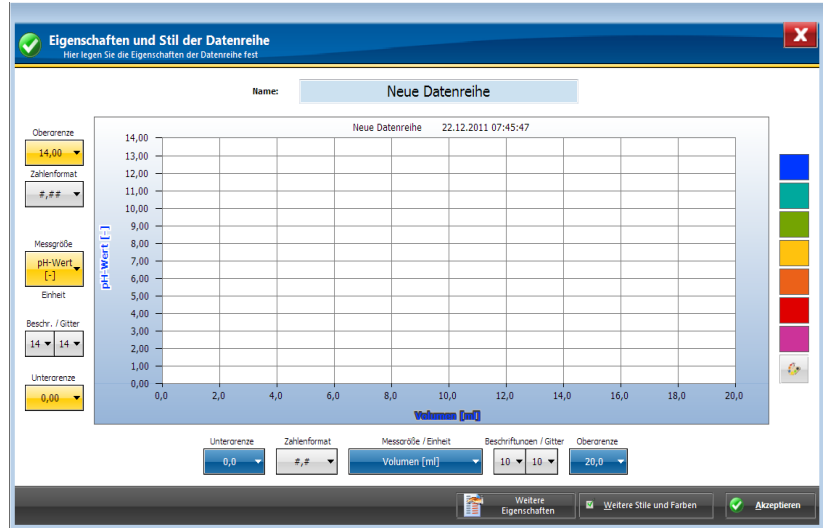 Eigenschaften und Stil der Datenreihe
Hier legen Sie die Eigenschaften der Datenreihe fest
X
Name:
Neue Datenreihe
Neue Datenreihe 22.12.2011 07:45:47
Obergrenze
14,00
Zahlenformat
#,##
Messgröße
pH-Wert
[-]
Einheit
Beschr. / Gitter
14 14
Untergrenze
0,00
pH-Wert [-]
14,00
13,00
12,00
11,00
10,00
9,00
8,00
7,00
6,00
5,00
4,00
3,00
2,00
1,00
0,00
0,0 2,0 4,0 6,0 8,0 10,0 12,0 14,0 16,0 18,0 20,0
Volumen [ml]
Untergrenze Zahlenformat Messgröße / Einheit Beschriftungen / Gitter Obergrenze
0,0 #,# Volumen [ml] 10 10 20,0
Weitere
Eigenschaften
Weitere Stile und Farben
Akzeptieren